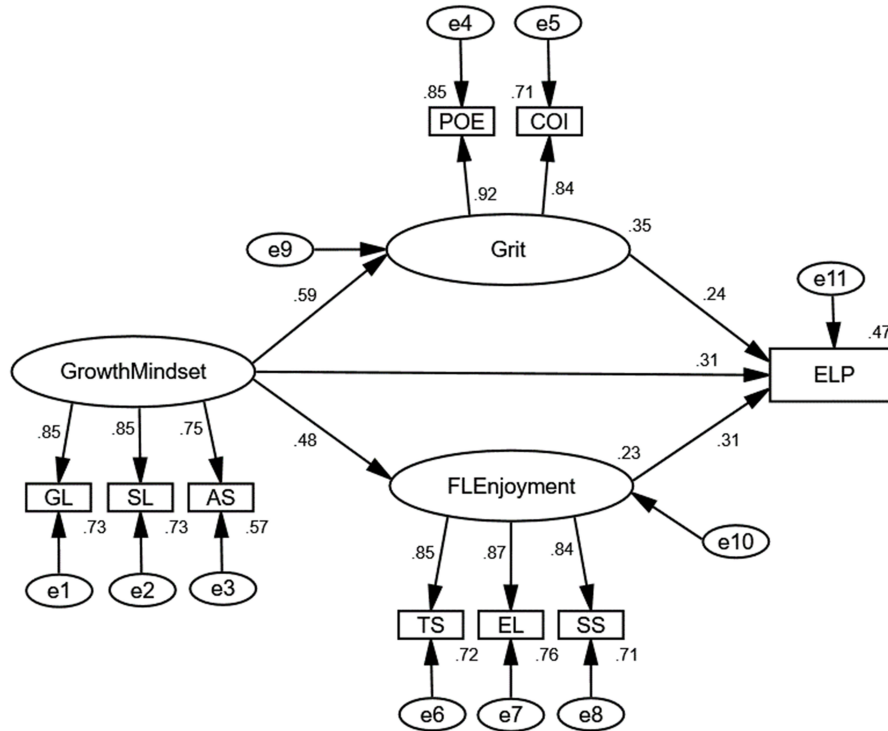 e4
e5
.85
.71
POE
COI
.92
.84
e9
Grit
.35
.59
.24
e11
.47
GrowthMindset
.31
ELP
.85
.85
.75
.48
.23
.31
FLEnjoyment
GL
SL
AS
.73
.73
.57
e10
.85
.87
.84
e1
e2
e3
TS
EL
SS
.72
.76
.71
e6
e7
e8